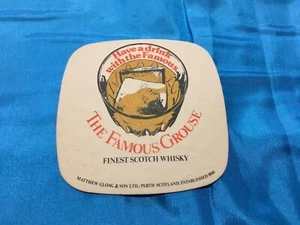 Have a drink
with the Famous.
THE FAMOUS GROUSE
FINEST SCOTCH WHISKY
MATTHEW GLOAG & SON LTD., PERTH SCOTLAND. ESTABLISHED 1800